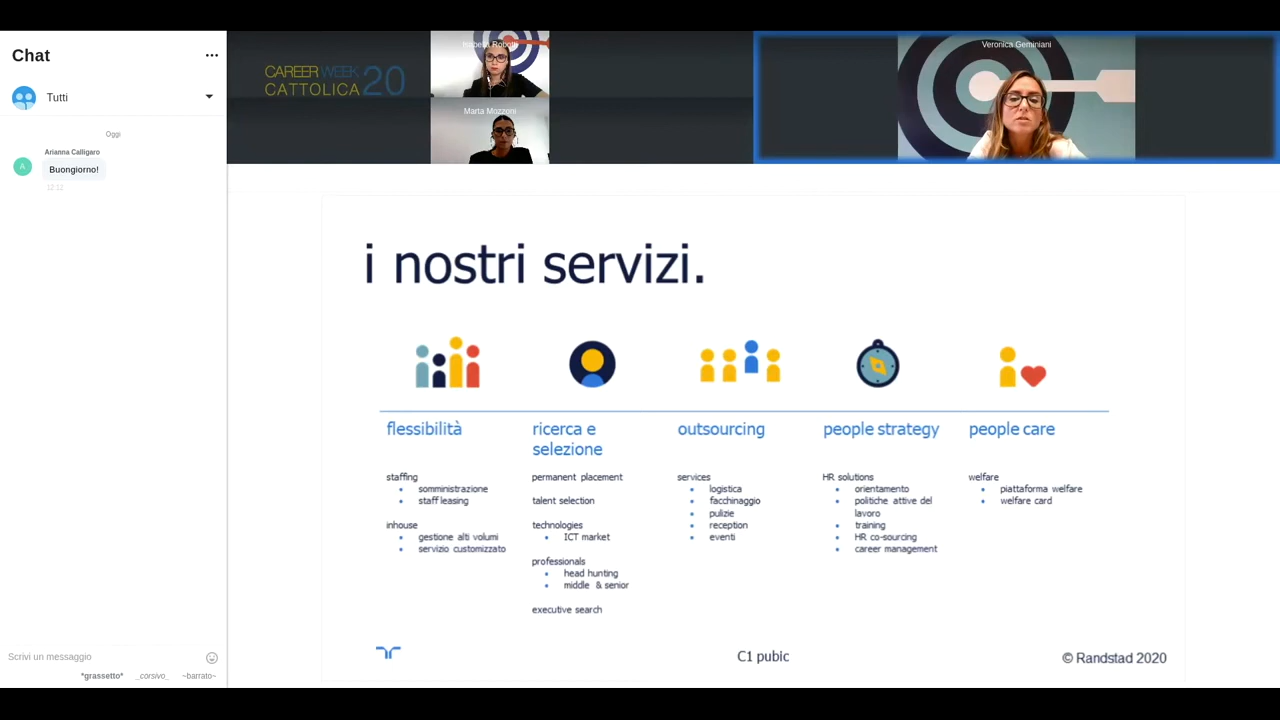 Chat
Tutti
Oggi
Arianna Calligaro
A
Buongiorno!
12:12
Scrivi un messaggio
*grassetto* _corsivo_ ~barrato~
CAREER WEEK
CATTOLICA 20
Marta Mozzoni
Veronica Geminiani
i nostri servizi.
flessibilità
staffing
somministrazione
staff leasing
inhouse
gestione alti volumi
servizio customizzato
ricerca e
selezione
permanent placement
talent selection
technologies
ICT market
professionals
head hunting
middle & senior
executive search
outsourcing
services
logistica
facchinaggio
pulizie
reception
eventi
people strategy
HR solutions
orientamento
politiche attive del
lavoro
training
HR co-sourcing
career management
people care
welfare
piattaforma welfare
welfare card
C1 pubic
© Randstad 2020